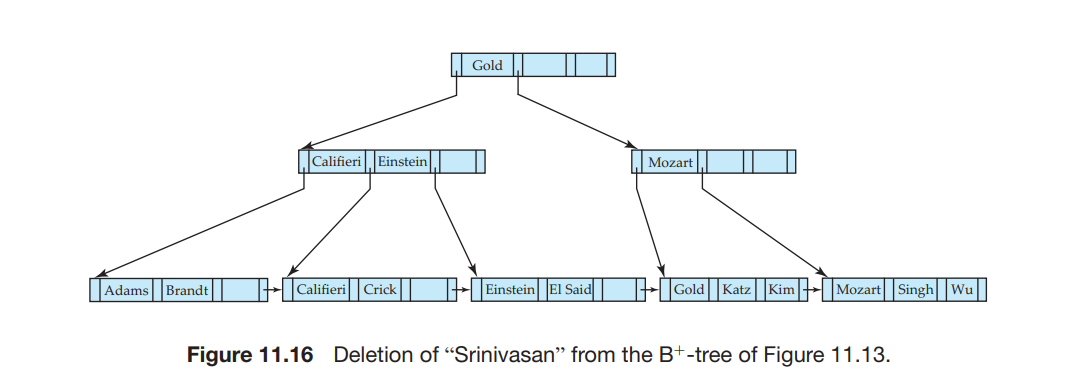 Gold
Califieri Einstein
Mozart
Adams Brandt
Califieri Crick
Einstein El Said
Gold Katz Kim
Mozart Singh Wu
Figure 11.16 Deletion of “Srinivasan” from the B+-tree of Figure 11.13.